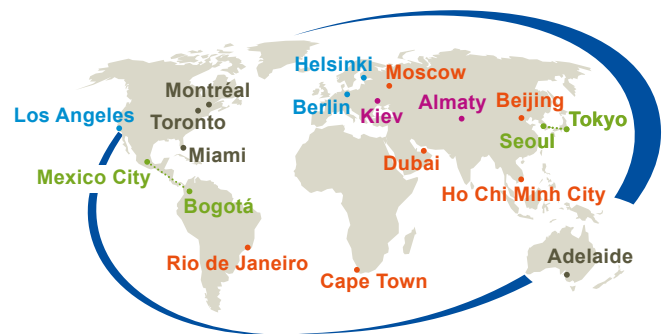 Helsinki
Moscow
Montréal
Berlin
Kiev
Almaty
Beijing
Los Angeles
Toronto
Tokyo
Seoul
Miami
Dubai
Mexico City
Ho Chi Minh City
Bogotá
Adelaide
Rio de Janeiro
Cape Town